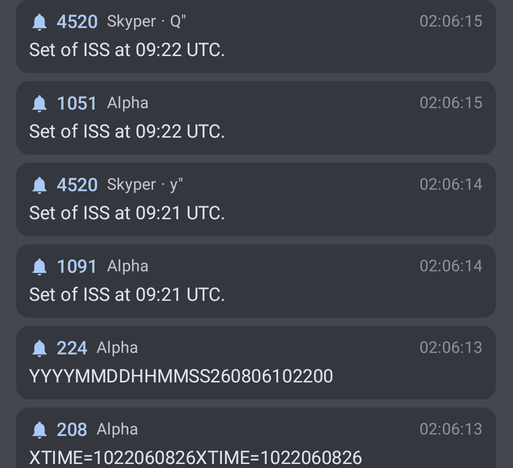 4520 Skyper · Q" 02:06:15
Set of ISS at 09:22 UTC.
1051 Alpha 02:06:15
Set of ISS at 09:22 UTC.
4520 Skyper · y" 02:06:14
Set of ISS at 09:21 UTC.
1091 Alpha 02:06:14
Set of ISS at 09:21 UTC.
224 Alpha 02:06:13
YYYYMMDDHHMMSS260806102200
208 Alpha 02:06:13
XTIME=1022060826XTIME=1022060826